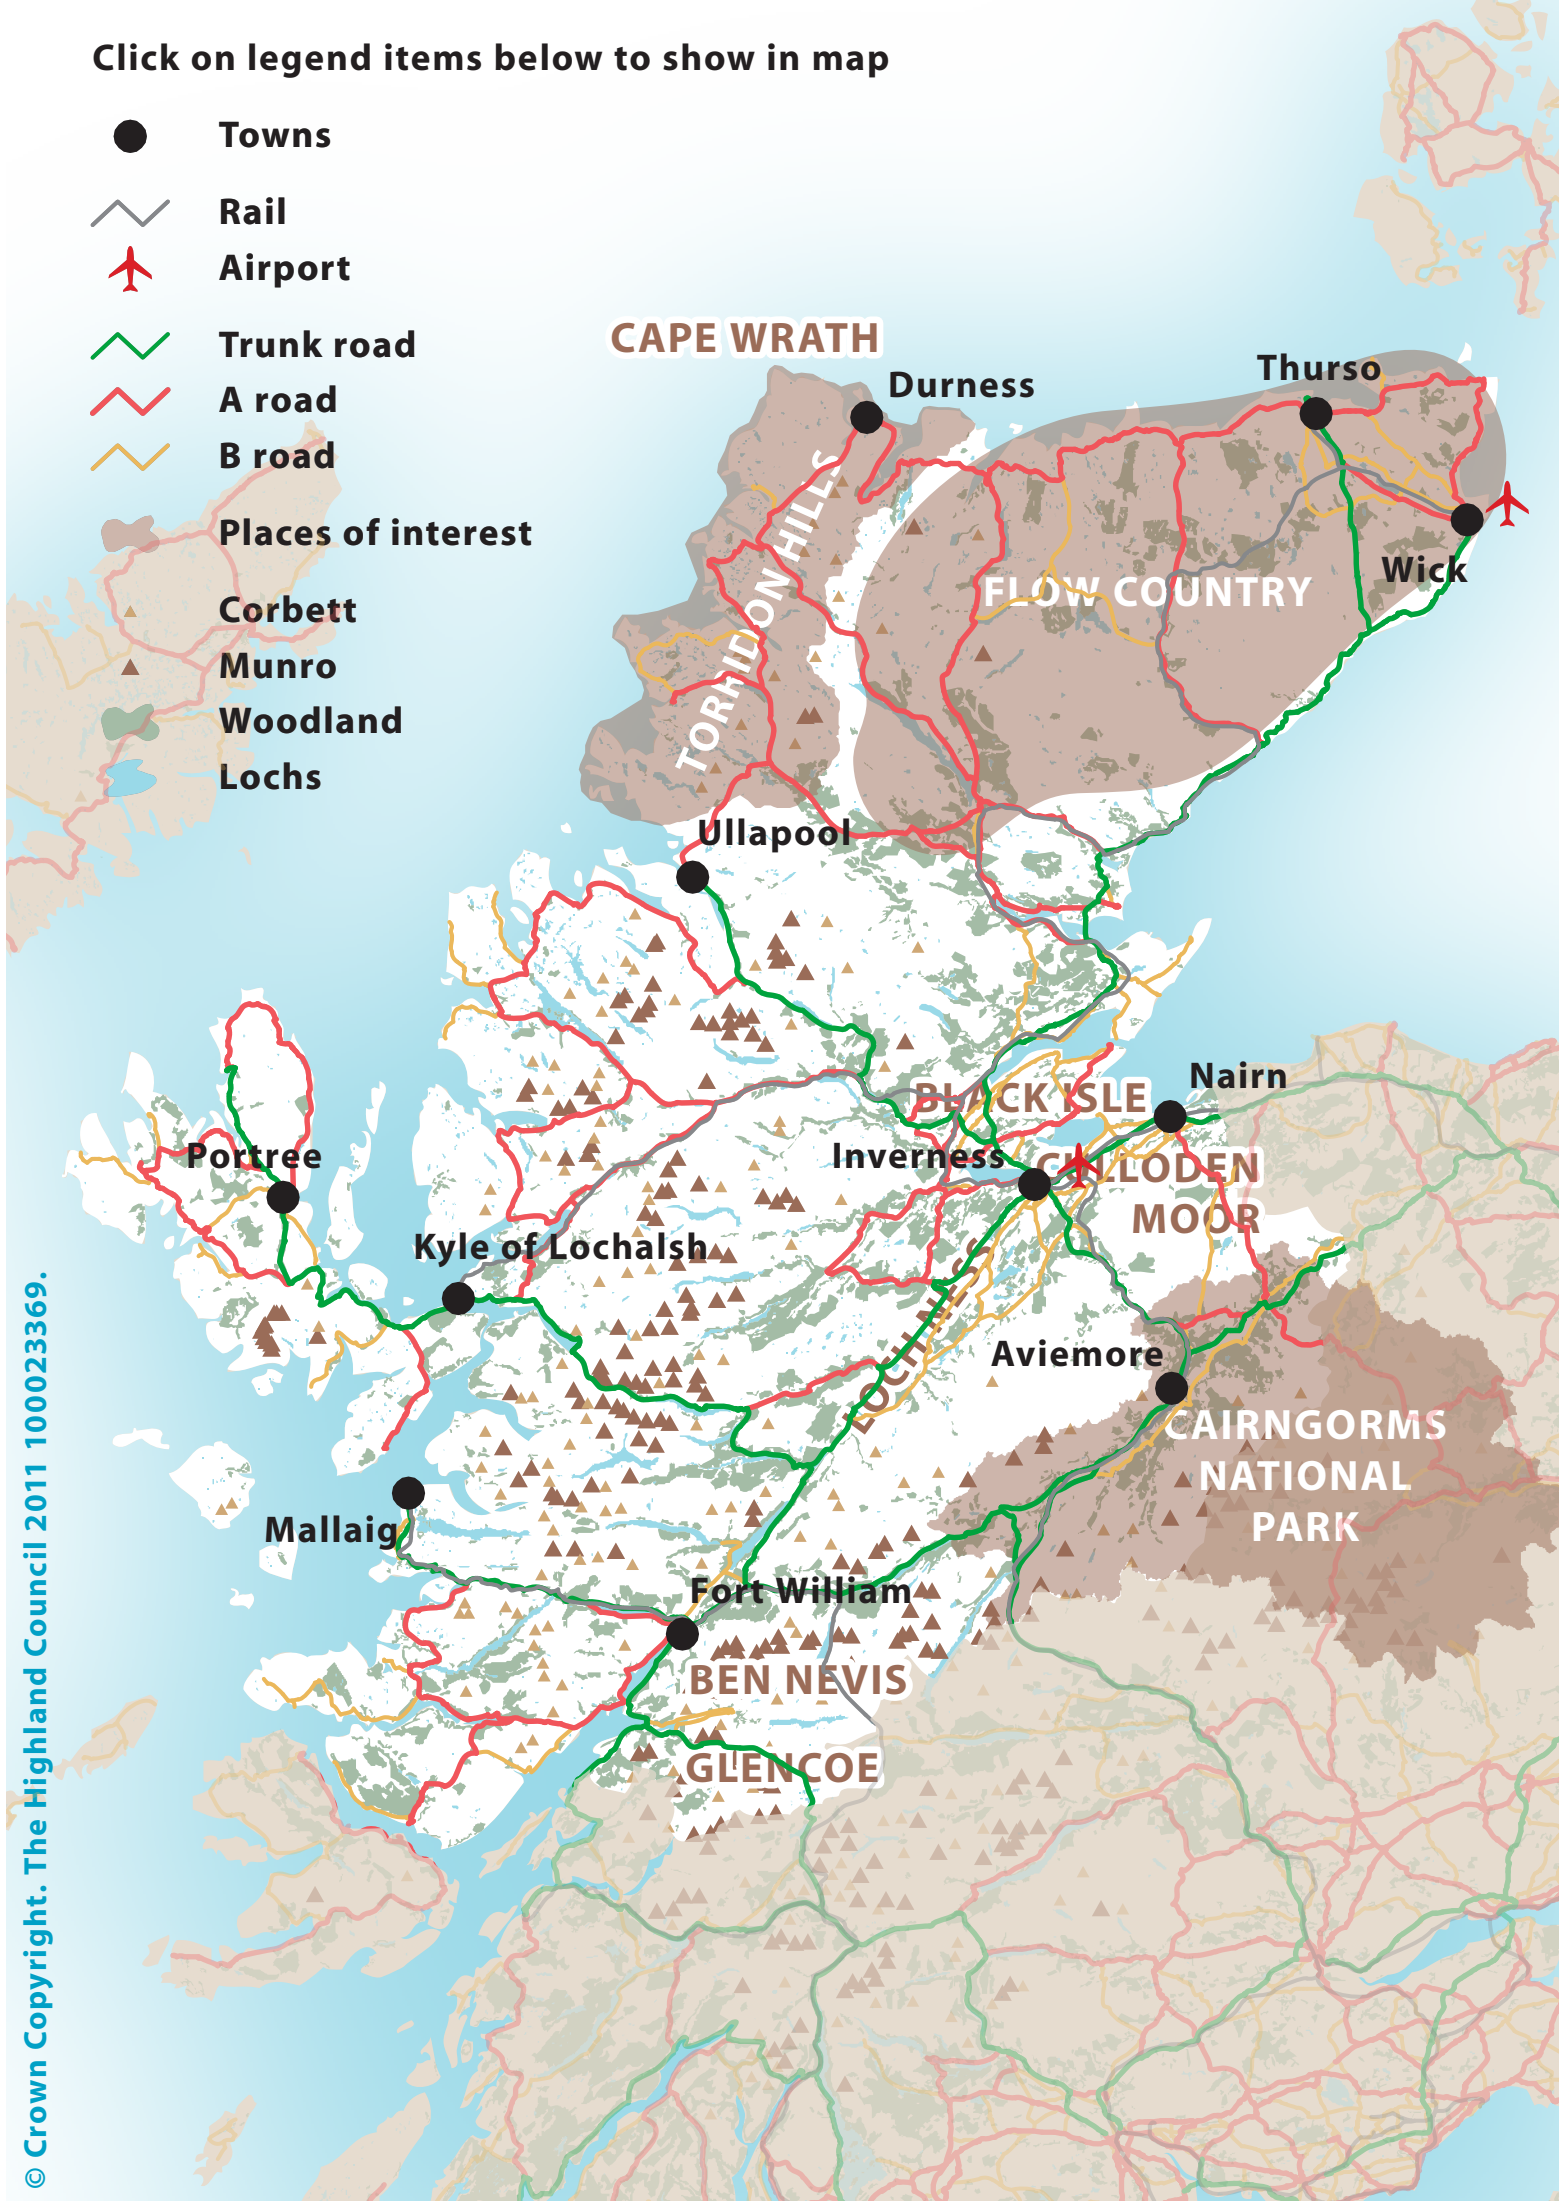 Click on legend items below to show in map
Towns
Rail
Airport
Trunk road
A road
B road
Places of interest
Corbett
Munro
Woodland
Lochs
CAPE WRATH
Durness
Thurso
TORRIDON HILLS
FLOW COUNTRY
Wick
Ullapool
BLACK ISLE
Nairn
Inverness
CULLODEN
MOOR
Portree
Kyle of Lochalsh
LOCH NESS
Aviemore
CAIRNGORMS
NATIONAL
PARK
Mallaig
Fort William
BEN NEVIS
GLENCOE
© Crown Copyright. The Highland Council 2011 100023369.